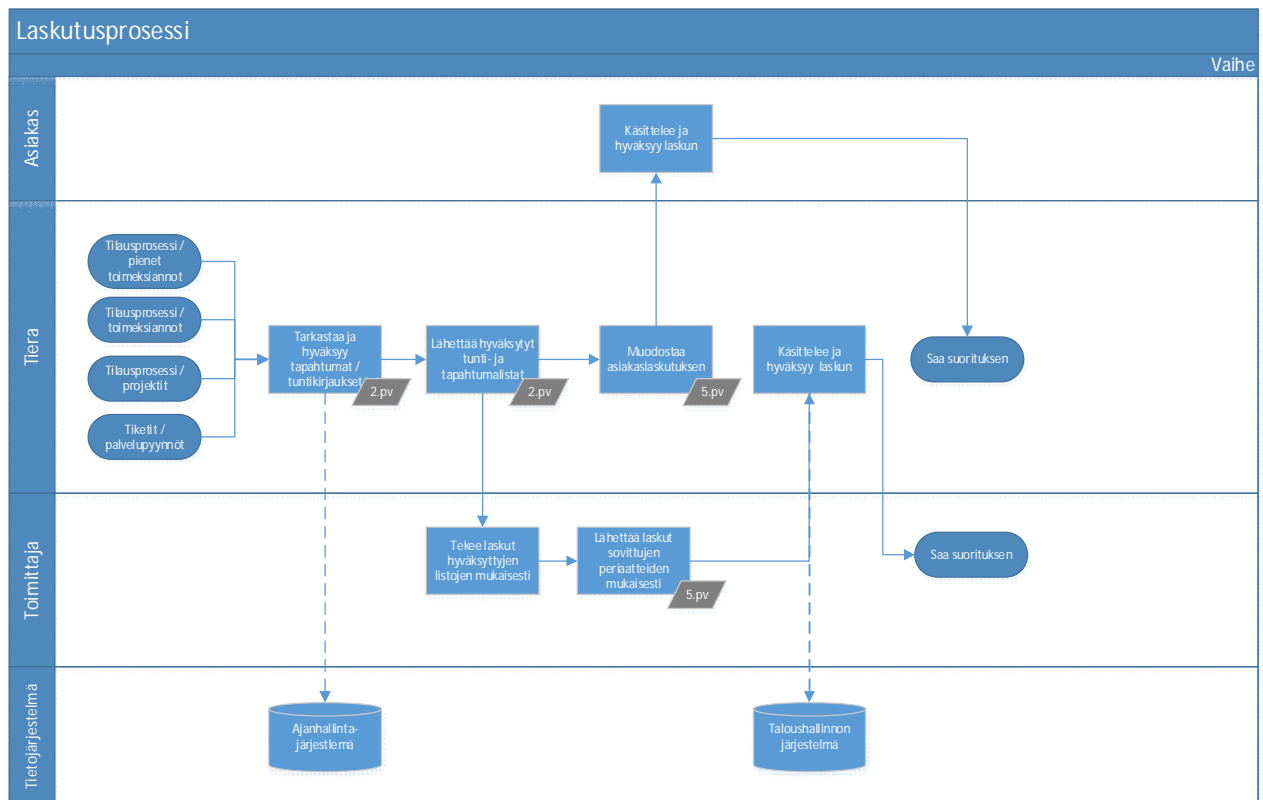 Laskutusprosessi
Vaihe
Asiakas
Käsittelee ja
hyväksyy laskun
Tiera
Tilausprosessi /
pienet
toimeksiannot
Tilausprosessi /
toimeksiannot
Tilausprosessi /
projektit
Tiketit /
palvelupyynnöt
Tarkastaa ja
hyväksyy
tapahtumat /
tuntikirjaukset
2.pv
Lähettää hyväksytyt
tunti- ja
tapahtumalistat
2.pv
Muodostaa
asiakaslaskutuksen
5.pv
Käsittelee ja
hyväksyy laskun
Saa suorituksen
Toimittaja
Tekee laskut
hyväksyttyjen
listojen mukaisesti
Lähettää laskut
sovittujen
periaatteiden
mukaisesti
5.pv
Saa suorituksen
Tietojärjestelmä
Ajanhallinta-
järjestlemä
Taloushallinnon
järjestelmä